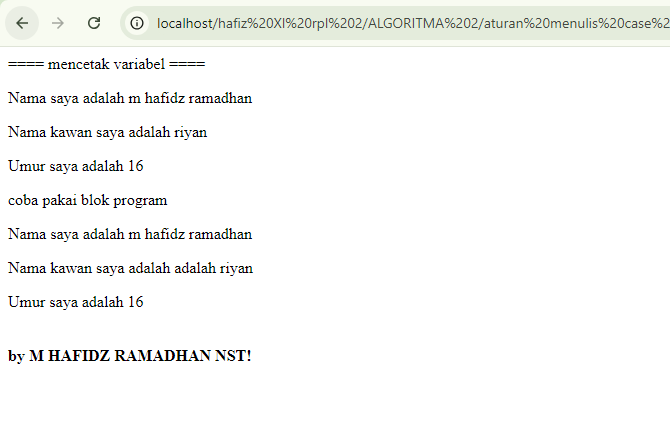 localhost/hafiz%20XI%20rpl%202/ALGORITMA%202/aturan%20menulis%20case%2
==== mencetak variabel ====
Nama saya adalah m hafidz ramadhan
Nama kawan saya adalah riyan
Umur saya adalah 16
coba pakai blok program
Nama saya adalah m hafidz ramadhan
Nama kawan saya adalah adalah riyan
Umur saya adalah 16
by M HAFIDZ RAMADHAN NST!